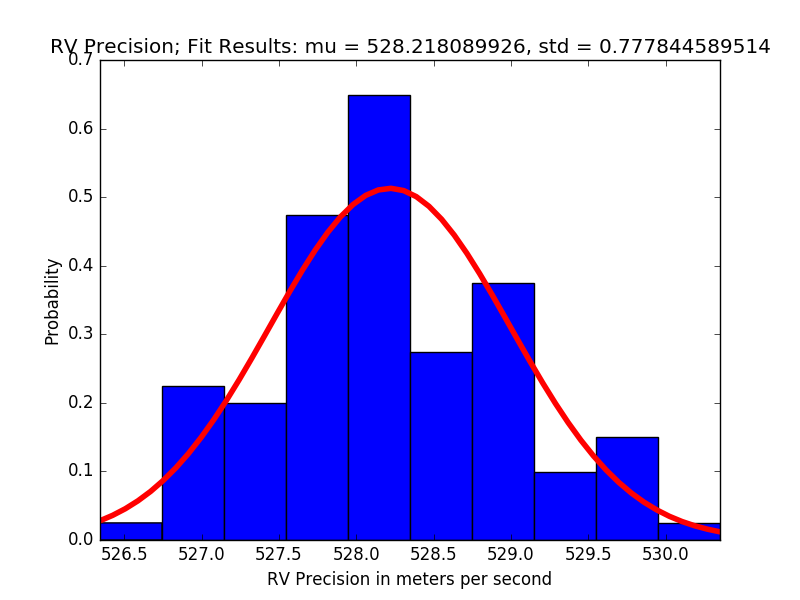 RV Precision; Fit Results: mu = 528.218089926, std = 0.777844589514
0.7
0.6
0.5
0.4
0.3
0.2
0.1
0.0
Probability
526.5 527.0 527.5 528.0 528.5 529.0 529.5 530.0
RV Precision in meters per second